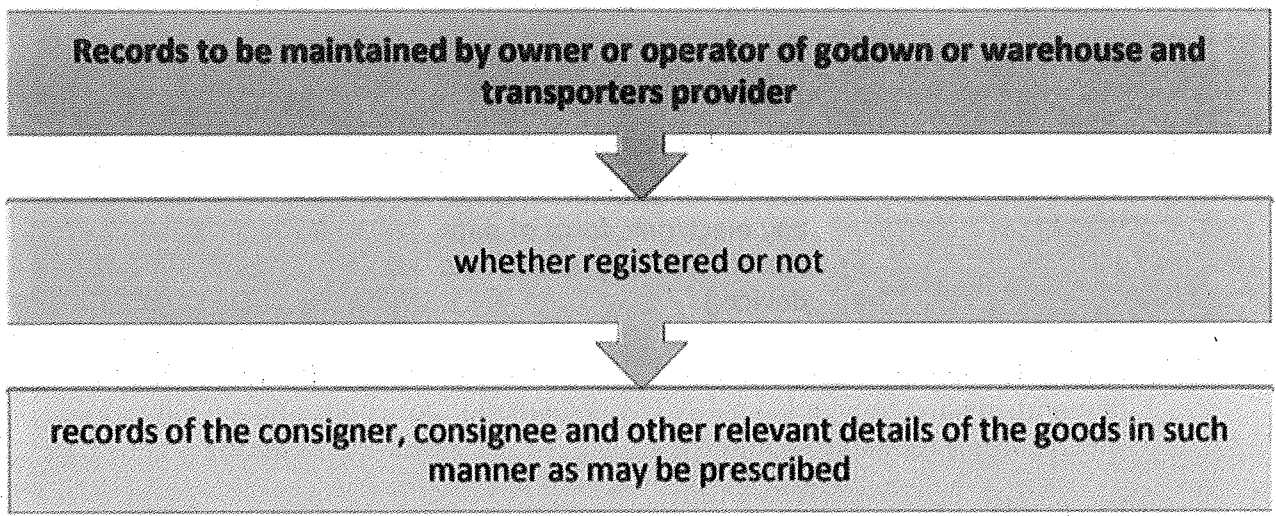 Records to be maintained by owner or operator of godown or warehouse and
transporters provider
whether registered or not
records of the consigner, consignee and other relevant details of the goods in such
manner as may be prescribed